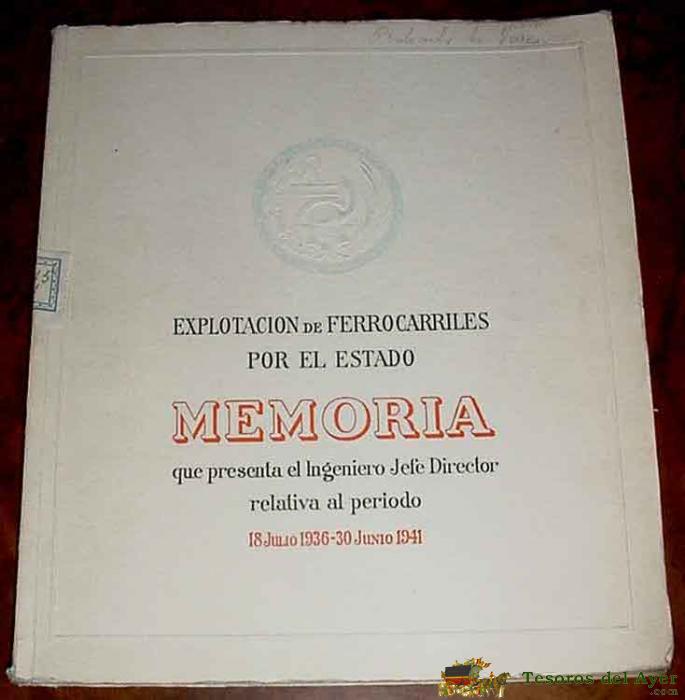 EXPLOTACION DE FERROCARRILES
POR EL ESTADO
MEMORIA
que presenta el Ingeniero Jefe Director
relativa al periodo
18 JULIO 1936-30 JUNIO 1941
Tesoros del Ayer
.com